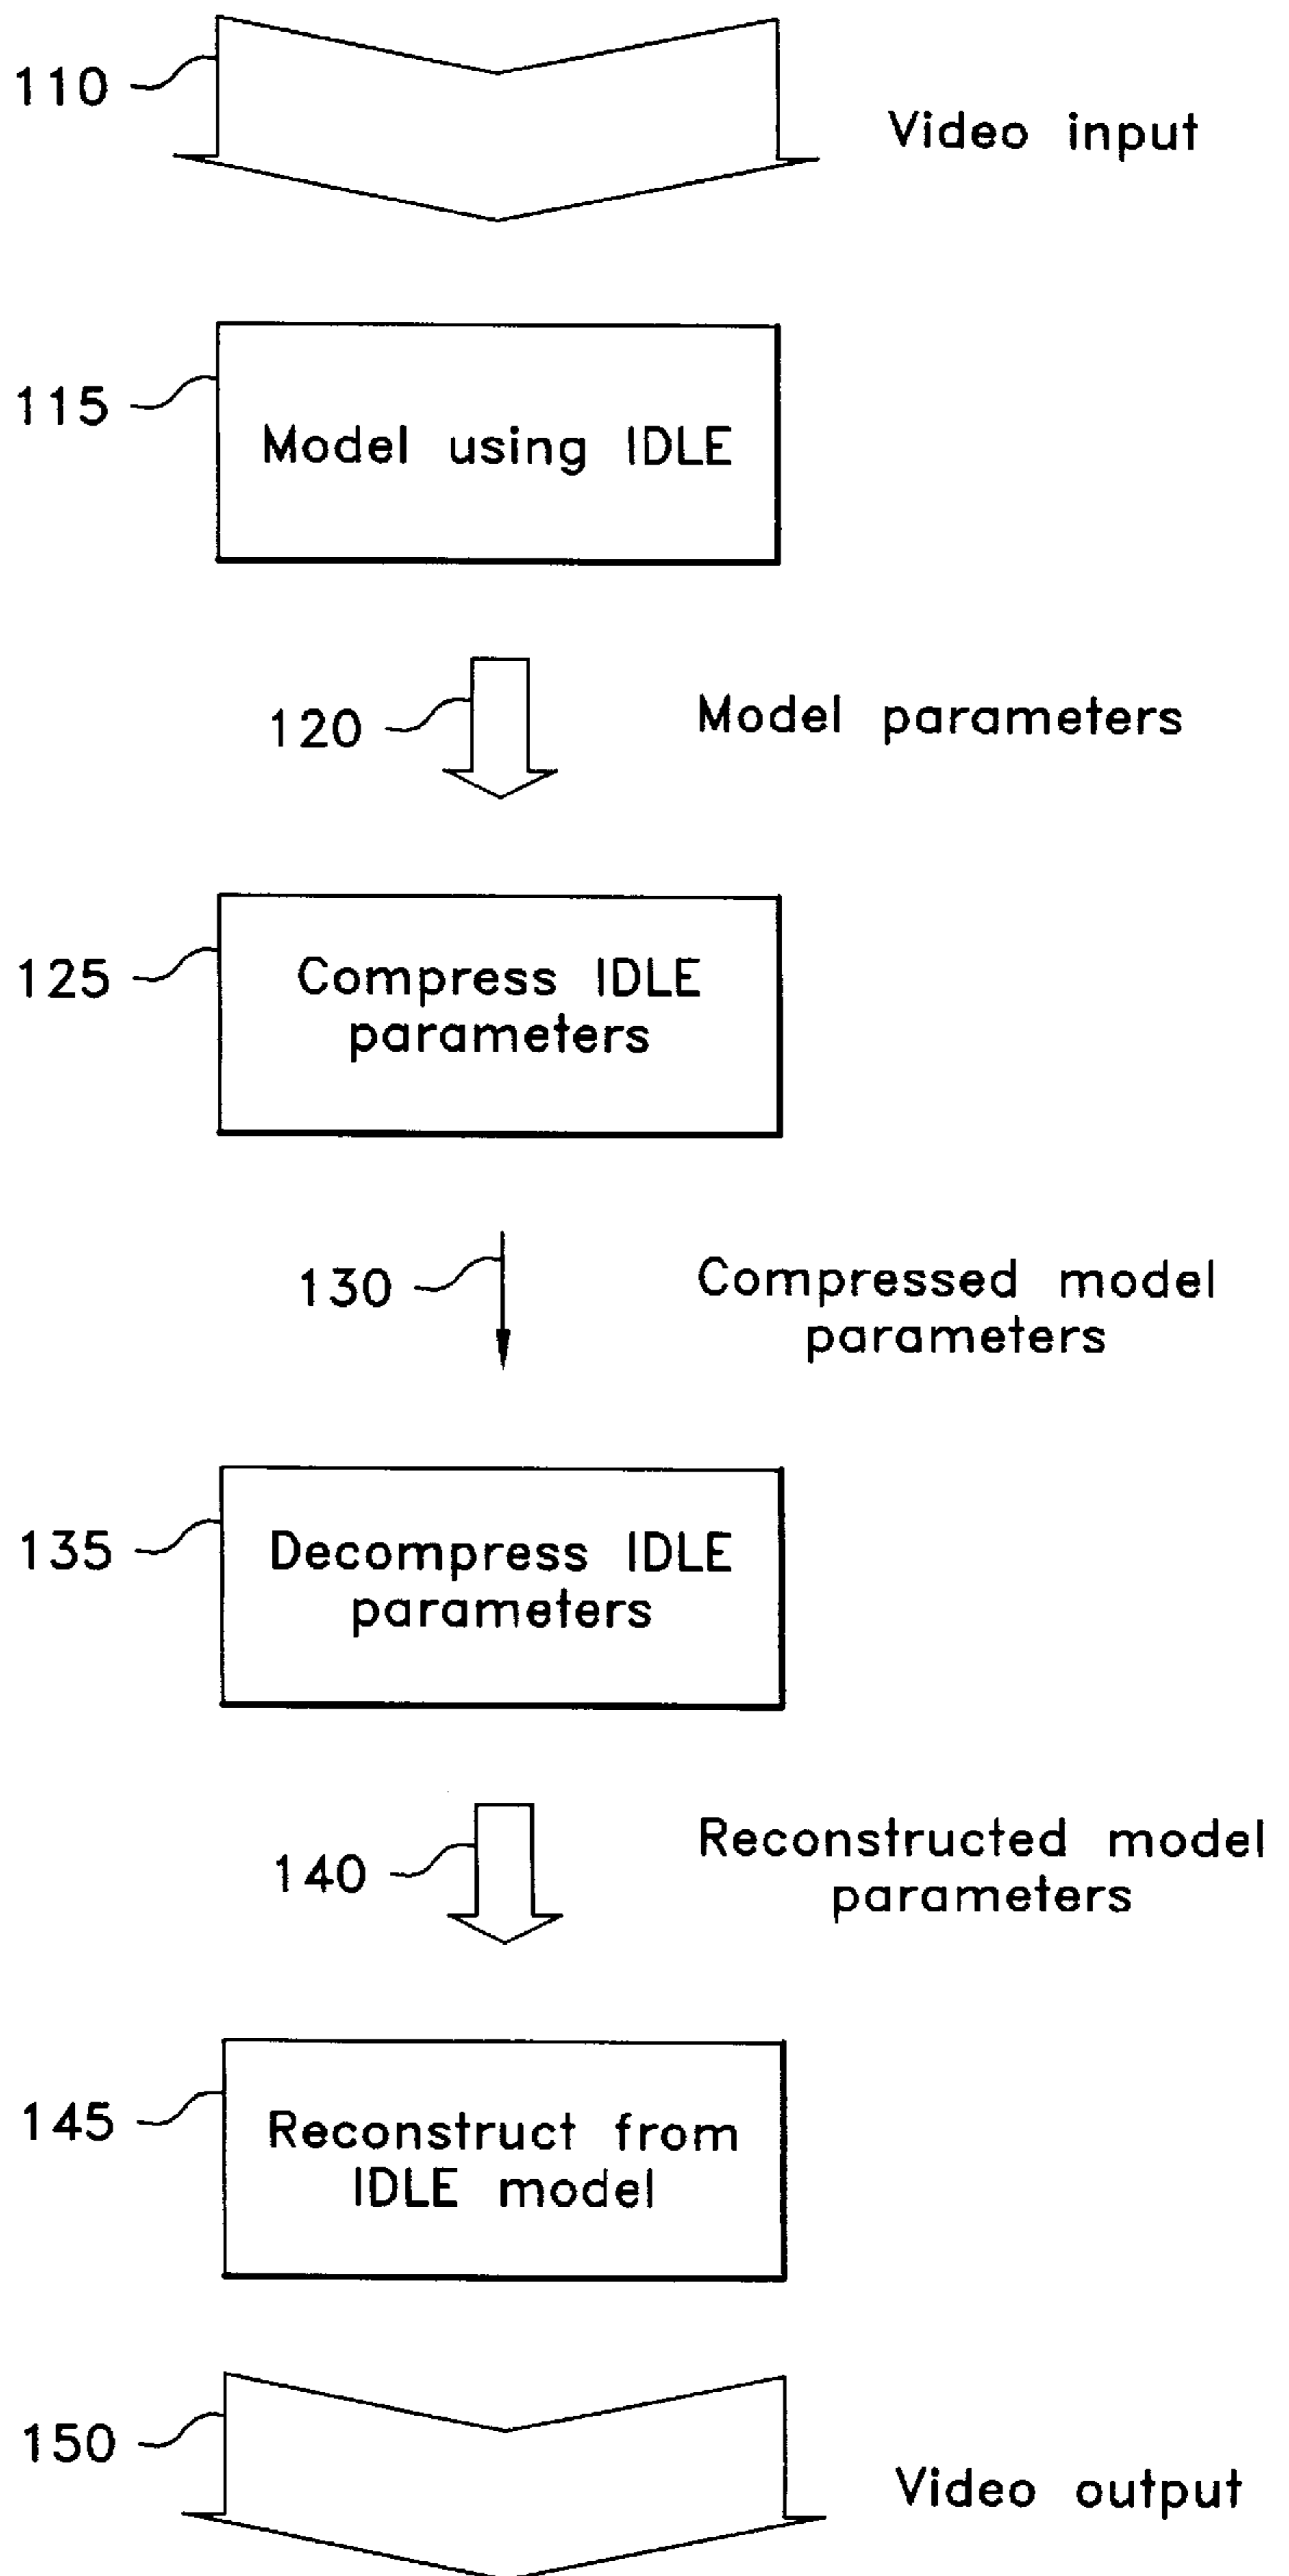 110
Video input
115
Model using IDLE
120
Model parameters
125
Compress IDLE
parameters
130
Compressed model
parameters
135
Decompress IDLE
parameters
140
Reconstructed model
parameters
145
Reconstruct from
IDLE model
150
Video output